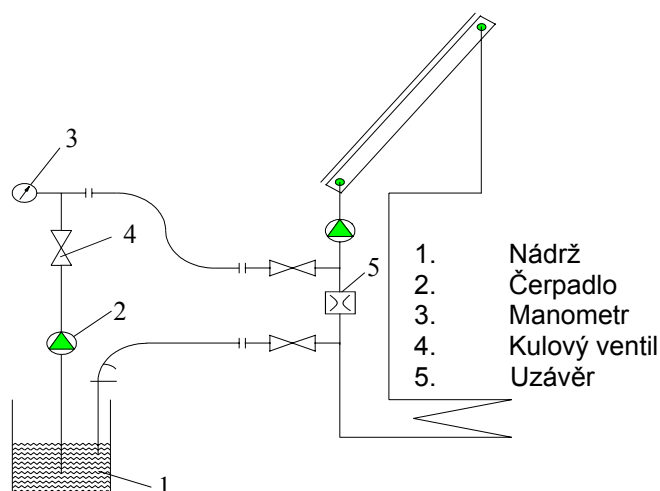 3
4
5
2
1
1. Nádrž
2. Čerpadlo
3. Manometr
4. Kulový ventil
5. Uzávěr